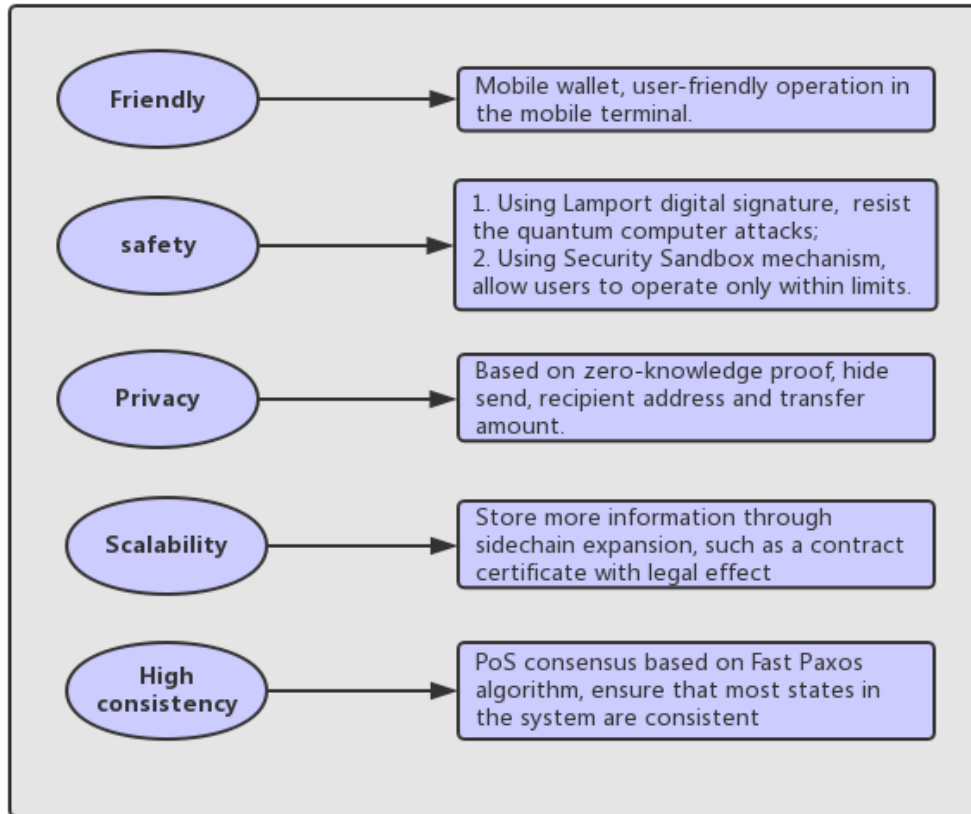 Friendly
Mobile wallet, user-friendly operation in
the mobile terminal.
safety
1. Using Lamport digital signature,  resist
the quantum computer attacks;
2. Using Security Sandbox mechanism,
allow users to operate only within limits.
Privacy
Based on zero-knowledge proof, hide
send, recipient address and transfer
amount.
Scalability
Store more information through
sidechain expansion, such as a contract
certificate with legal effect
High
consistency
PoS consensus based on Fast Paxos
algorithm, ensure that most states in
the system are consistent